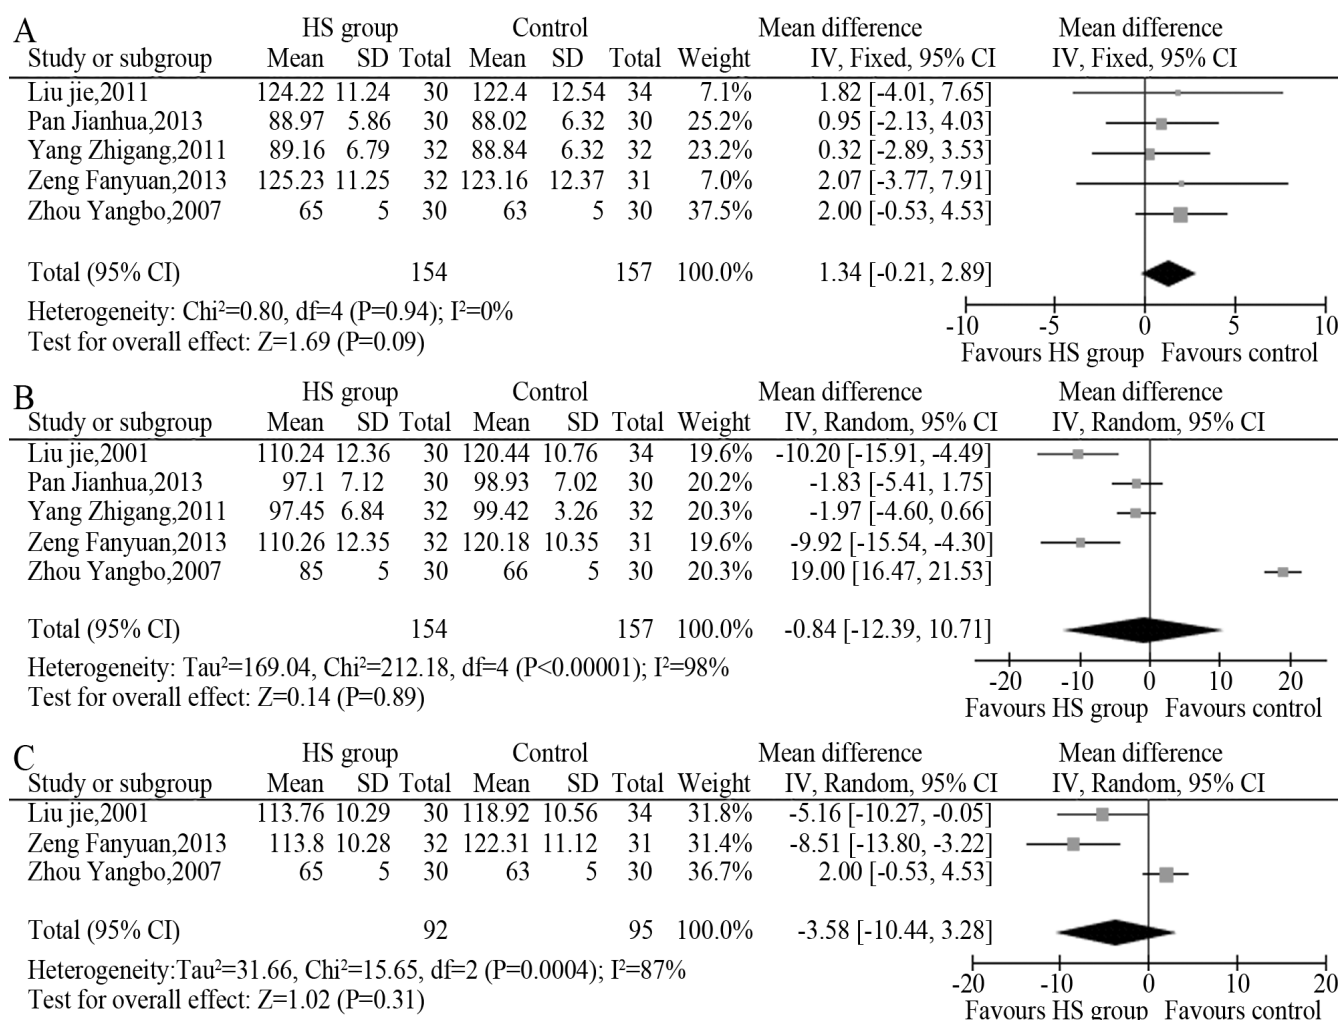 A HS group Control Mean difference Mean difference
Study or subgroup Mean SD Total Mean SD Total Weight IV, Fixed, 95% CI IV, Fixed, 95% CI
Liu jie,2011 124.22 11.24 30 122.4 12.54 34 7.1% 1.82 [-4.01, 7.65]
Pan Jianhua,2013 88.97 5.86 30 88.02 6.32 30 25.2% 0.95 [-2.13, 4.03]
Yang Zhigang,2011 89.16 6.79 32 88.84 6.32 32 23.2% 0.32 [-2.89, 3.53]
Zeng Fanyuan,2013 125.23 11.25 32 123.16 12.37 31 7.0% 2.07 [-3.77, 7.91]
Zhou Yangbo,2007 65 5 30 63 5 30 37.5% 2.00 [-0.53, 4.53]
Total (95% CI) 154 157 100.0% 1.34 [-0.21, 2.89]
Heterogeneity: Chi²=0.80, df=4 (P=0.94); I²=0%
Test for overall effect: Z=1.69 (P=0.09)
-10 -5 0 5 10
Favours HS group Favours control
B HS group Control Mean difference Mean difference
Study or subgroup Mean SD Total Mean SD Total Weight IV, Random, 95% CI IV, Random, 95% CI
Liu jie,2001 110.24 12.36 30 120.44 10.76 34 19.6% -10.20 [-15.91, -4.49]
Pan Jianhua,2013 97.1 7.12 30 98.93 7.02 30 20.2% -1.83 [-5.41, 1.75]
Yang Zhigang,2011 97.45 6.84 32 99.42 3.26 32 20.3% -1.97 [-4.60, 0.66]
Zeng Fanyuan,2013 110.26 12.35 32 120.18 10.35 31 19.6% -9.92 [-15.54, -4.30]
Zhou Yangbo,2007 85 5 30 66 5 30 20.3% 19.00 [16.47, 21.53]
Total (95% CI) 154 157 100.0% -0.84 [-12.39, 10.71]
Heterogeneity: Tau²=169.04, Chi²=212.18, df=4 (P<0.00001); I²=98%
Test for overall effect: Z=0.14 (P=0.89)
-20 -10 0 10 20
Favours HS group Favours control
C HS group Control Mean difference Mean difference
Study or subgroup Mean SD Total Mean SD Total Weight IV, Random, 95% CI IV, Random, 95% CI
Liu jie,2001 113.76 10.29 30 118.92 10.56 34 31.8% -5.16 [-10.27, -0.05]
Zeng Fanyuan,2013 113.8 10.28 32 122.31 11.12 31 31.4% -8.51 [-13.80, -3.22]
Zhou Yangbo,2007 65 5 30 63 5 30 36.7% 2.00 [-0.53, 4.53]
Total (95% CI) 92 95 100.0% -3.58 [-10.44, 3.28]
Heterogeneity:Tau²=31.66, Chi²=15.65, df=2 (P=0.0004); I²=87%
Test for overall effect: Z=1.02 (P=0.31)
-20 -10 0 10 20
Favours HS group Favours control